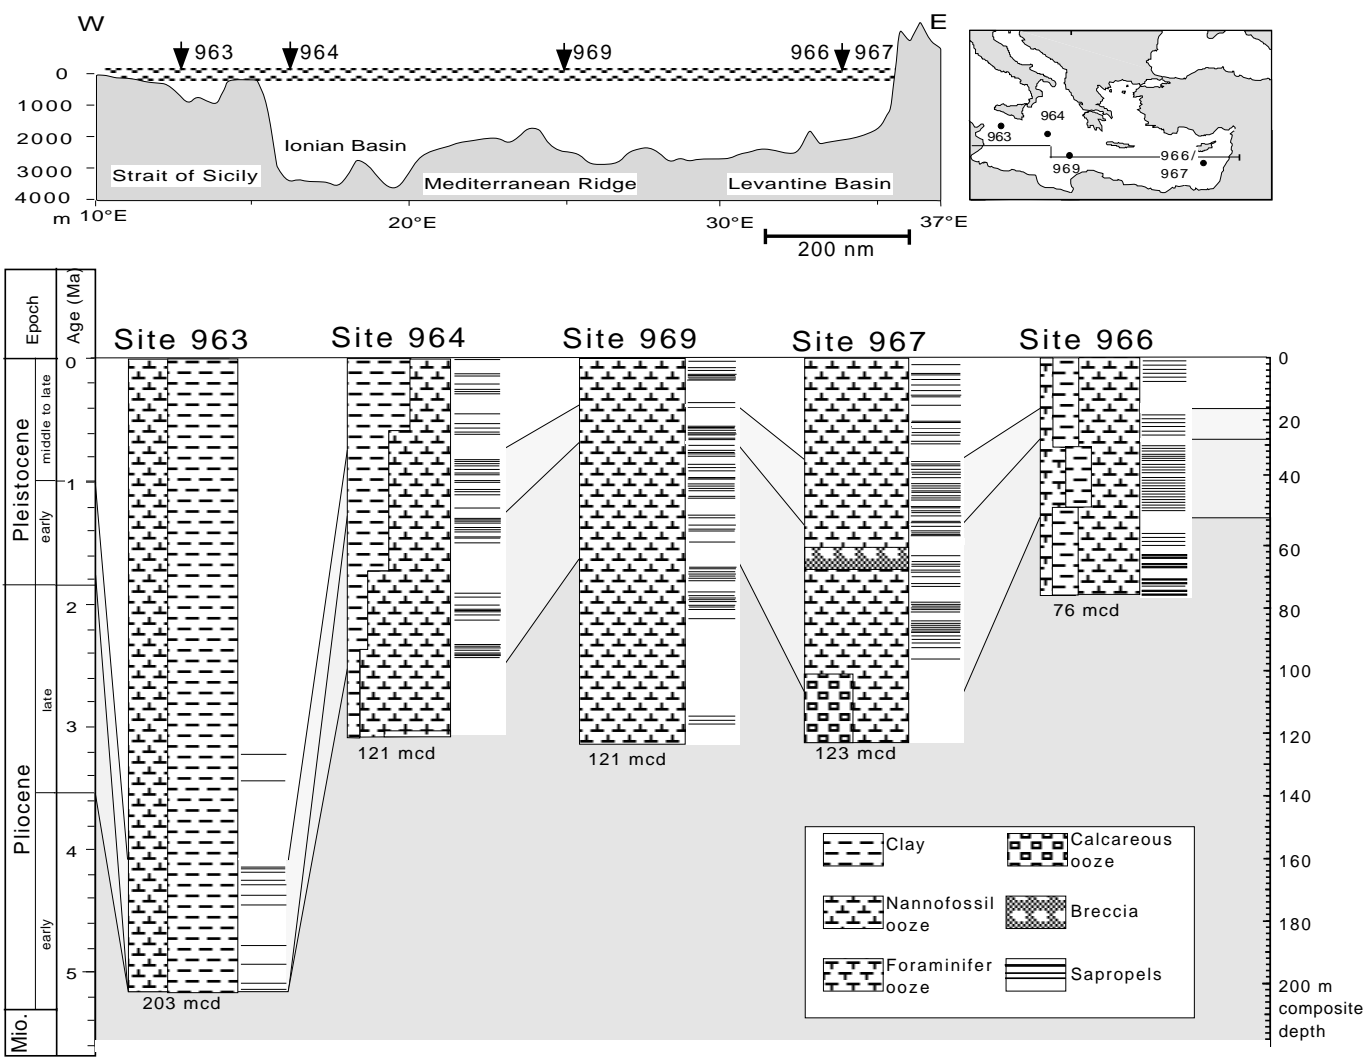 W
E
963
964
969
966
967
0
1000
2000
3000
4000
m
Ionian Basin
Strait of Sicily
Mediterranean Ridge
Levantine Basin
10°E
20°E
30°E
37°E
200 nm
964
963
969
966/
967
Epoch
Age (Ma)
Site 963
Site 964
Site 969
Site 967
Site 966
Pleistocene
middle to late
early
Pliocene
late
early
Mio.
0
1
2
3
4
5
203 mcd
121 mcd
121 mcd
123 mcd
76 mcd
0
20
40
60
80
100
120
140
160
180
200 m
composite
depth
Clay
Calcareous
ooze
Nannofossil
ooze
Breccia
Foraminifer
ooze
Sapropels